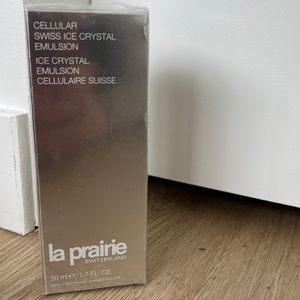 CELLULAR
SWISS ICE CRYSTAL
EMULSION
ICE CRYSTAL
EMULSION
CELLULAIRE SUISSE
la prairie
SWITZERLAND
50 ml ℮ / 1.7 FL. OZ.